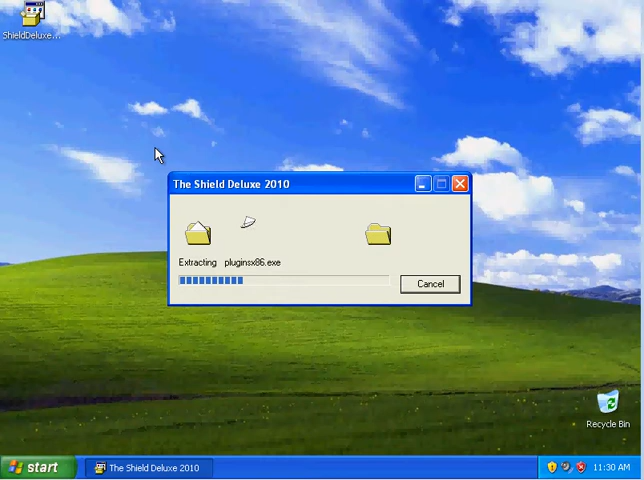 ShieldDeluxe...
The Shield Deluxe 2010
Extracting pluginsx86.exe
Cancel
Recycle Bin
start
The Shield Deluxe 2010
11:30 AM